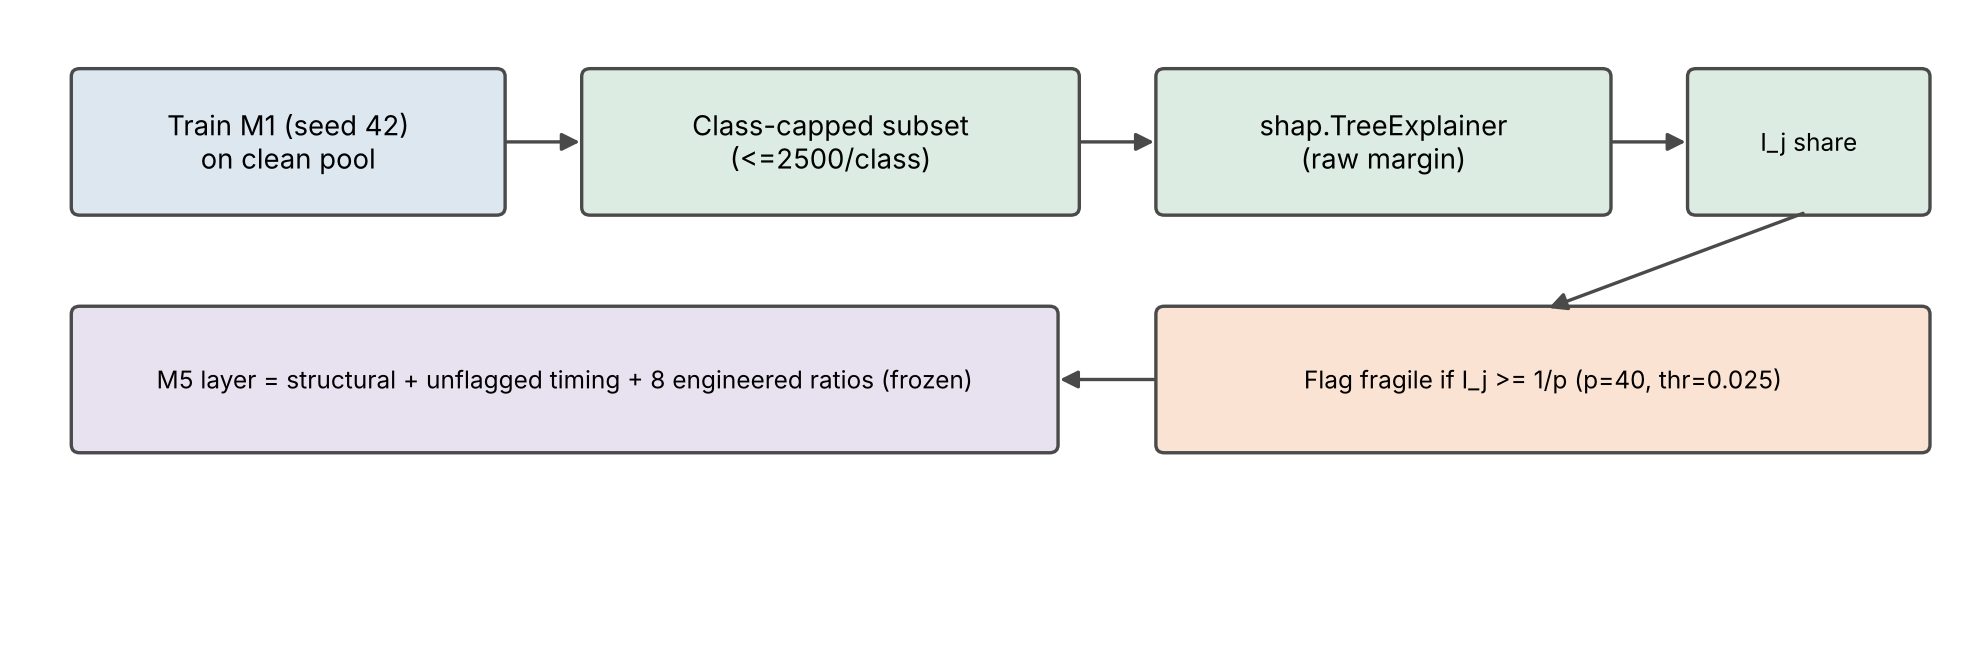 Train M1 (seed 42)
on clean pool
Class-capped subset
(<=2500/class)
shap.TreeExplainer
(raw margin)
I_j share
Flag fragile if I_j >= 1/p (p=40, thr=0.025)
M5 layer = structural + unflagged timing + 8 engineered ratios (frozen)